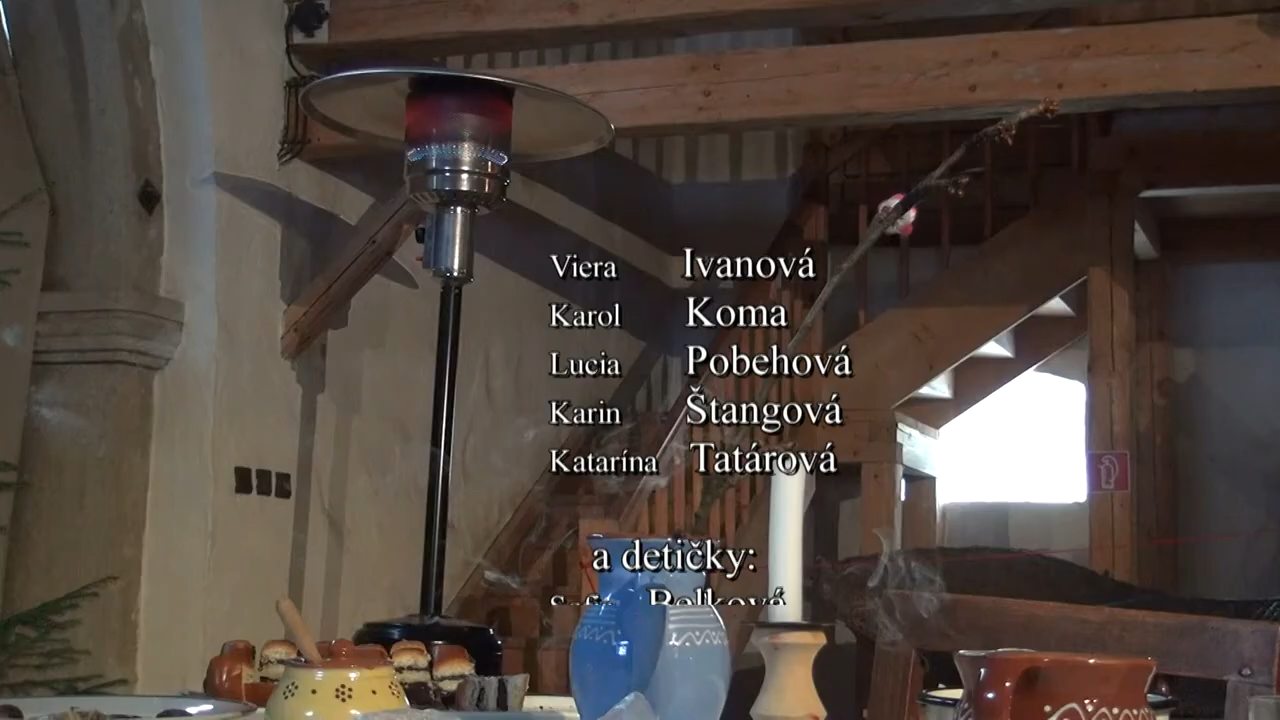 Viera Ivanová
Karol Koma
Lucia Pobehová
Karin Štangová
Katarína Tatárová
a detičky: